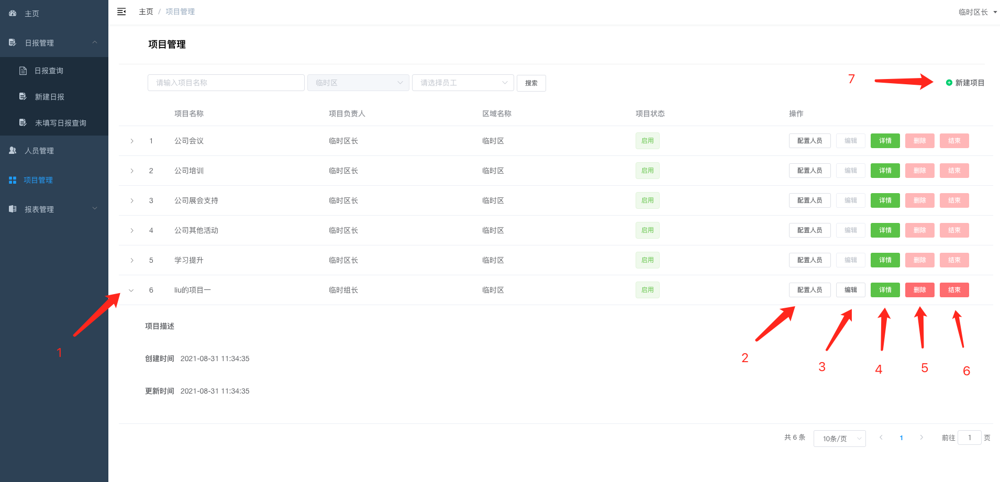 主页
日报管理
日报查询
新建日报
未填写日报查询
人员管理
项目管理
报表管理
主页 / 项目管理
临时区长
项目管理
请输入项目名称 临时区 请选择员工 搜索
7 新建项目
项目名称 项目负责人 区域名称 项目状态 操作
1 公司会议 临时区长 临时区 启用 配置人员 编辑 详情 删除 结束
2 公司培训 临时区长 临时区 启用 配置人员 编辑 详情 删除 结束
3 公司展会支持 临时区长 临时区 启用 配置人员 编辑 详情 删除 结束
4 公司其他活动 临时区长 临时区 启用 配置人员 编辑 详情 删除 结束
5 学习提升 临时区长 临时区 启用 配置人员 编辑 详情 删除 结束
6 liu的项目一 临时组长 临时区 启用 配置人员 编辑 详情 删除 结束
1
2
3
4
5
6
项目描述
创建时间 2021-08-31 11:34:35
更新时间 2021-08-31 11:34:35
共 6 条 10条/页 1 前往 1 页